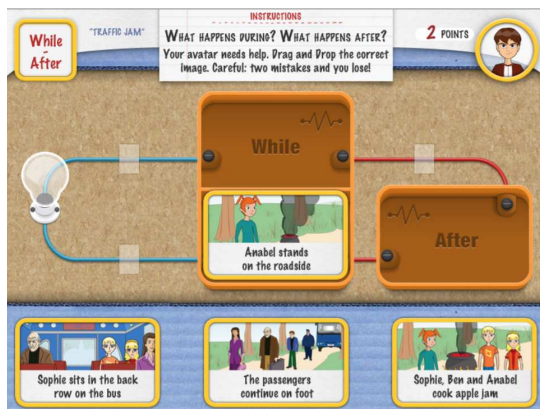 INSTRUCTIONS
While
-
After
"TRAFFIC JAM"
WHAT HAPPENS DURING? WHAT HAPPENS AFTER?
Your avatar needs help. Drag and Drop the correct
image. Careful: two mistakes and you lose!
2 POINTS
While
Anabel stands
on the roadside
After
Sophie sits in the back
row on the bus
The passengers
continue on foot
Sophie, Ben and Anabel
cook apple jam